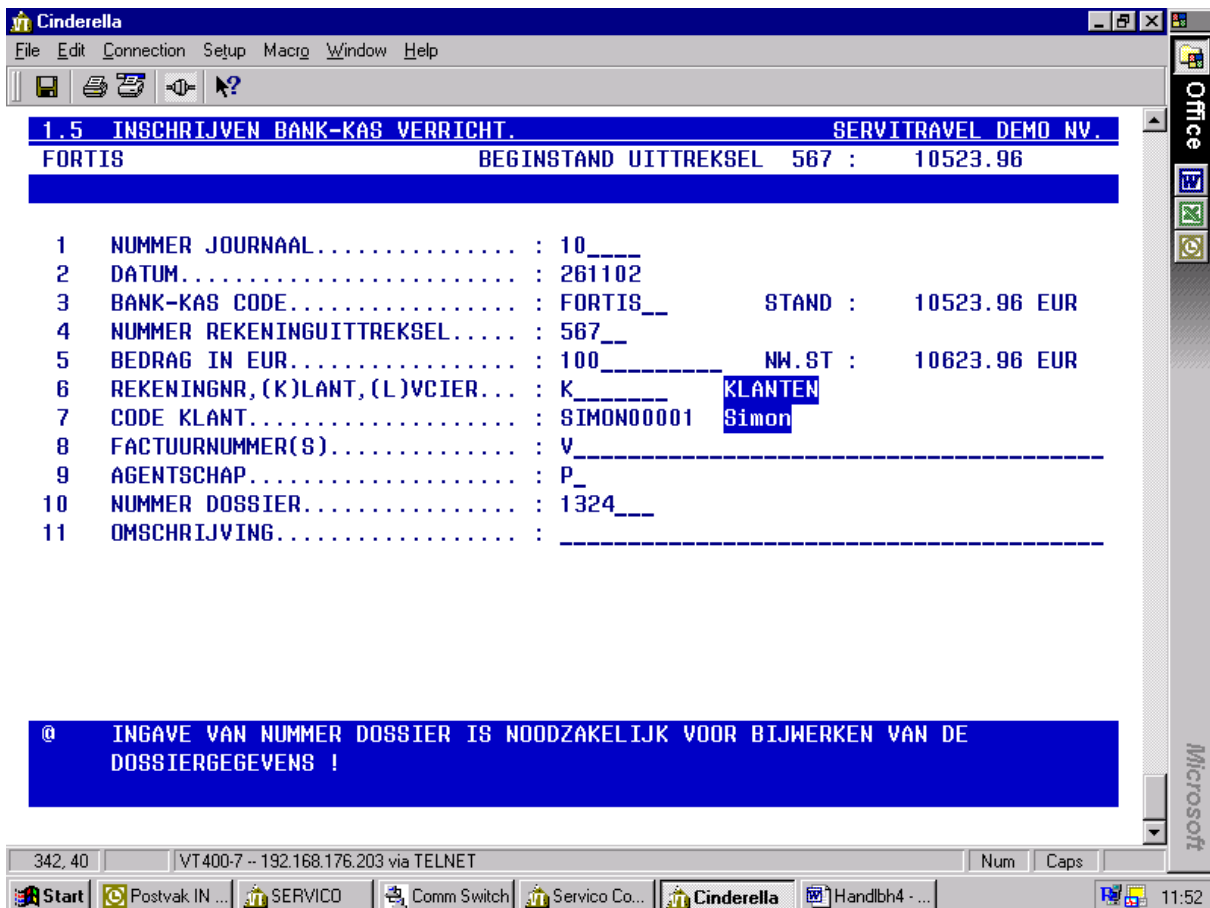 Cinderella
File Edit Connection Setup Macro Window Help
Office
1.5 INSCHRIJVEN BANK-KAS VERRICHT. SERVITRAVEL DEMO NV.
FORTIS BEGINSTAND UITTREKSEL 567 : 10523.96
1 NUMMER JOURNAAL............... : 10____
2 DATUM......................... : 261102
3 BANK-KAS CODE................. : FORTIS__ STAND : 10523.96 EUR
4 NUMMER REKENINGUITTREKSEL..... : 567__
5 BEDRAG IN EUR................. : 100_________ NW.ST : 10623.96 EUR
6 REKENINGNR,(K)LANT,(L)VCIER... : K_______ KLANTEN
7 CODE KLANT.................... : SIMON00001 Simon
8 FACTUURNUMMER(S).............. : V________________________________________
9 AGENTSCHAP.................... : P_
10 NUMMER DOSSIER................ : 1324___
11 OMSCHRIJVING.................. : _________________________________________
@ INGAVE VAN NUMMER DOSSIER IS NOODZAKELIJK VOOR BIJWERKEN VAN DE
DOSSIERGEGEVENS !
Microsoft
342, 40 VT400-7 -- 192.168.176.203 via TELNET Num Caps
Start Postvak IN ... SERVICO Comm Switch Servico Co... Cinderella Handlbh4 - ... 11:52